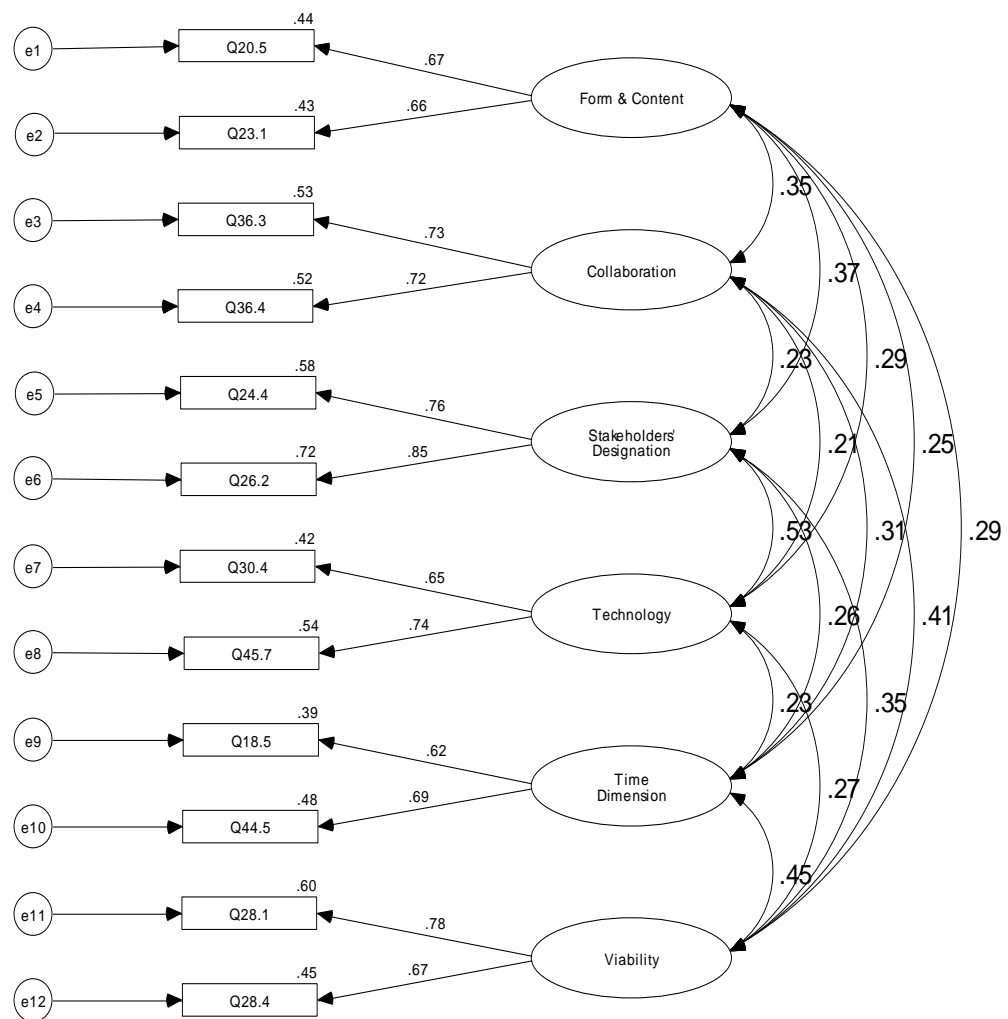 .44
e1
Q20.5
.67
Form & Content
.43
.66
e2
Q23.1
.35
.53
e3
Q36.3
.73
Collaboration
.37
.52
.72
e4
Q36.4
.23
.29
.58
e5
Q24.4
.76
Stakeholders'
Designation
.21
.25
.72
.85
e6
Q26.2
.53
.31
.29
.42
e7
Q30.4
.65
Technology
.26
.41
.54
.74
e8
Q45.7
.23
.35
.39
e9
Q18.5
.62
Time
Dimension
.27
.48
.69
e10
Q44.5
.45
.60
e11
Q28.1
.78
Viability
.45
.67
e12
Q28.4